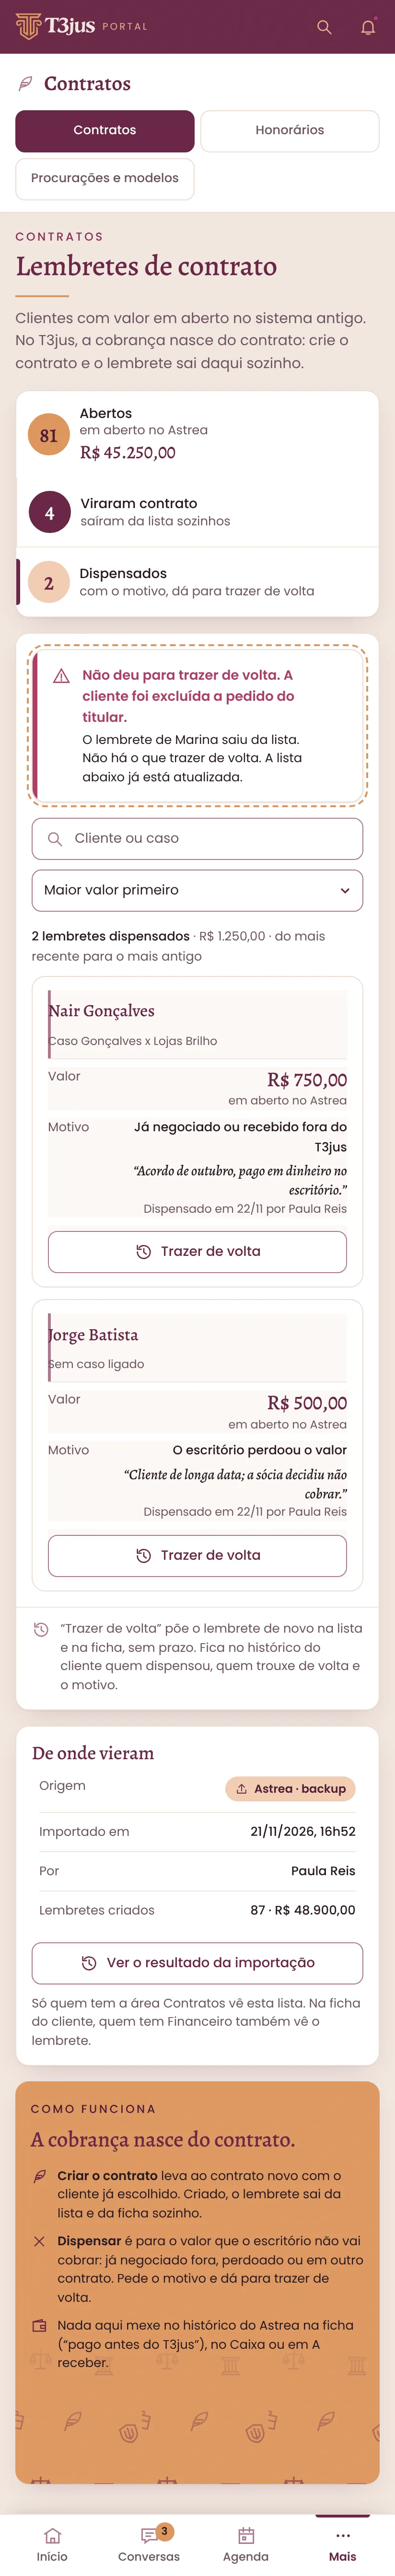 T3jus PORTAL
Contratos
Contratos
Honorários
Procurações e modelos
CONTRATOS
Lembretes de contrato
Clientes com valor em aberto no sistema antigo.
No T3jus, a cobrança nasce do contrato: crie o
contrato e o lembrete sai daqui sozinho.
81
Abertos
em aberto no Astrea
R$ 45.250,00
4
Viraram contrato
saíram da lista sozinhos
2
Dispensados
com o motivo, dá para trazer de volta
Não deu para trazer de volta. A
cliente foi excluída a pedido do
titular.
O lembrete de Marina saiu da lista.
Não há o que trazer de volta. A lista
abaixo já está atualizada.
Cliente ou caso
Maior valor primeiro
2 lembretes dispensados · R$ 1.250,00 · do mais
recente para o mais antigo
Nair Gonçalves
Caso Gonçalves x Lojas Brilho
Valor R$ 750,00
em aberto no Astrea
Motivo Já negociado ou recebido fora do
T3jus
“Acordo de outubro, pago em dinheiro no
escritório.”
Dispensado em 22/11 por Paula Reis
Trazer de volta
Jorge Batista
Sem caso ligado
Valor R$ 500,00
em aberto no Astrea
Motivo O escritório perdoou o valor
“Cliente de longa data; a sócia decidiu não
cobrar.”
Dispensado em 22/11 por Paula Reis
Trazer de volta
“Trazer de volta” põe o lembrete de novo na lista
e na ficha, sem prazo. Fica no histórico do
cliente quem dispensou, quem trouxe de volta e
o motivo.
De onde vieram
Origem Astrea · backup
Importado em 21/11/2026, 16h52
Por Paula Reis
Lembretes criados 87 · R$ 48.900,00
Ver o resultado da importação
Só quem tem a área Contratos vê esta lista. Na ficha
do cliente, quem tem Financeiro também vê o
lembrete.
COMO FUNCIONA
A cobrança nasce do contrato.
Criar o contrato leva ao contrato novo com o
cliente já escolhido. Criado, o lembrete sai da
lista e da ficha sozinho.
Dispensar é para o valor que o escritório não vai
cobrar: já negociado fora, perdoado ou em outro
contrato. Pede o motivo e dá para trazer de
volta.
Nada aqui mexe no histórico do Astrea na ficha
(“pago antes do T3jus”), no Caixa ou em A
receber.
3
Início
Conversas
Agenda
Mais